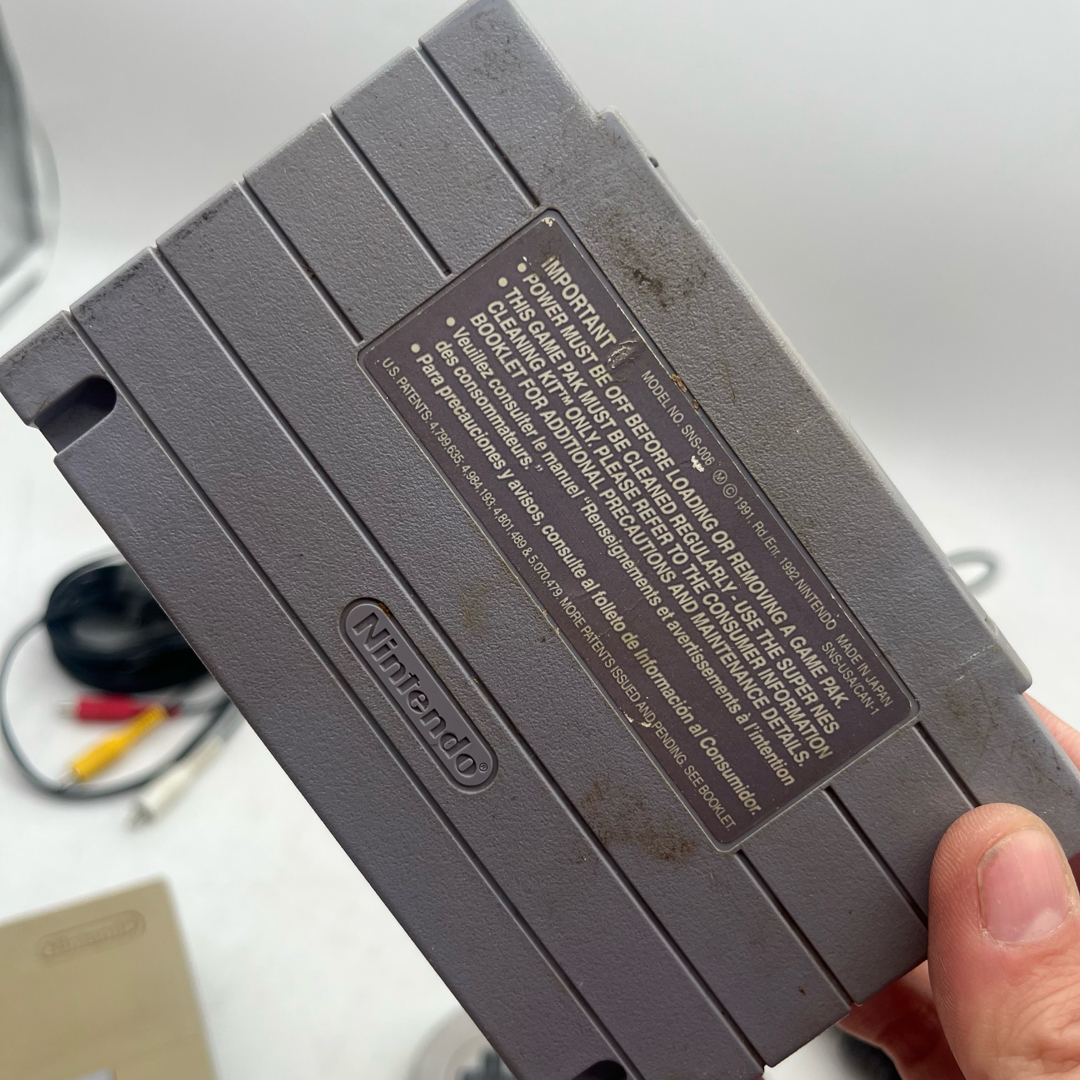 MODEL NO. SNS-006 Ⓜ © 1991, Rd./Enr. 1992 NINTENDO MADE IN JAPAN
SNS-USA/CAN-1
IMPORTANT
• POWER MUST BE OFF BEFORE LOADING OR REMOVING A GAME PAK.
• THIS GAME PAK MUST BE CLEANED REGULARLY - USE THE SUPER NES
CLEANING KIT™ ONLY. PLEASE REFER TO THE CONSUMER INFORMATION
BOOKLET FOR ADDITIONAL PRECAUTIONS AND MAINTENANCE DETAILS.
• Veuillez consulter le manuel "Renseignements et avertissements à l'intention
des consommateurs."
• Para precauciones y avisos, consulte al folleto de Información al Consumidor.
U.S. PATENTS: 4,799,635; 4,984,193; 4,801,489 & 5,070,479 MORE PATENTS ISSUED AND PENDING. SEE BOOKLET.
Nintendo®
Nintendo